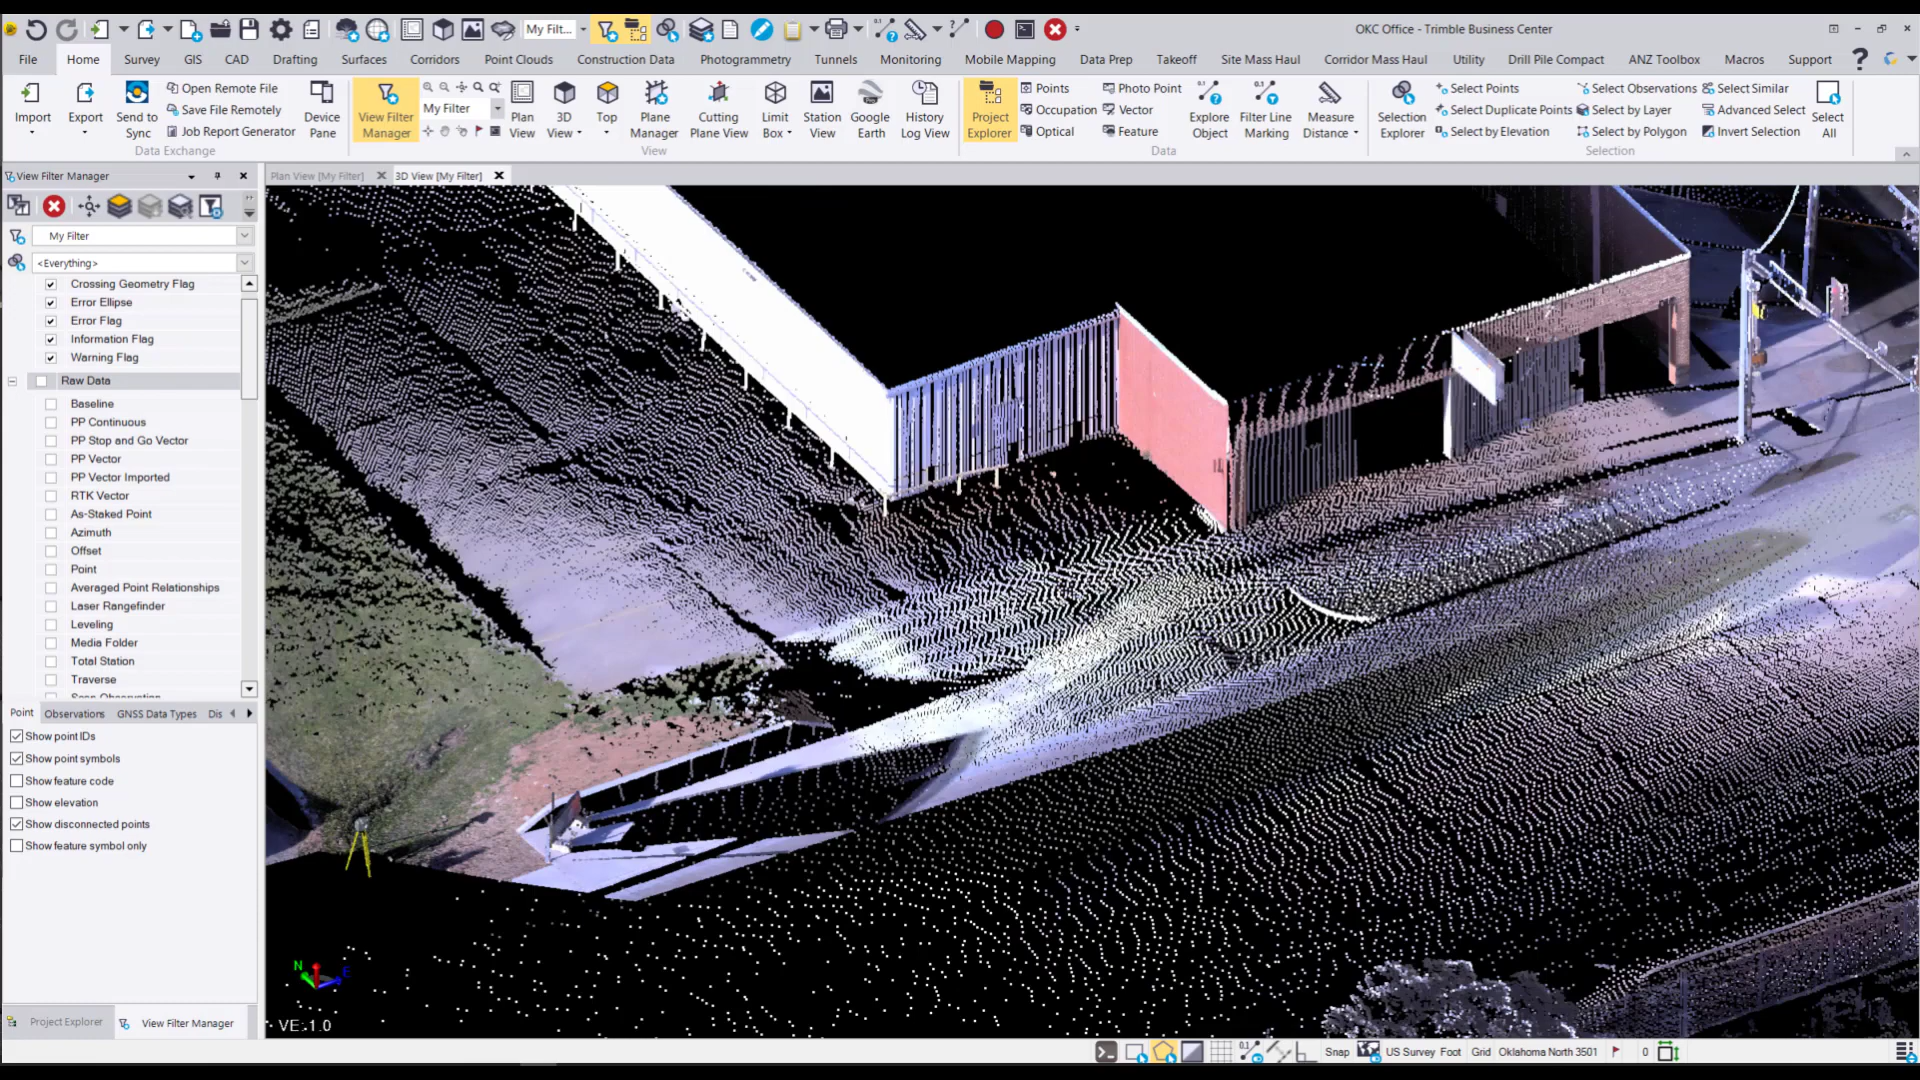 My Filt...
OKC Office - Trimble Business Center
File Home Survey GIS CAD Drafting Surfaces Corridors Point Clouds Construction Data Photogrammetry Tunnels Monitoring Mobile Mapping Data Prep Takeoff Site Mass Haul Corridor Mass Haul Utility Drill Pile Compact ANZ Toolbox Macros Support
Import
Export
Send to Sync
Open Remote File
Save File Remotely
Job Report Generator
Device Pane
Data Exchange
View Filter Manager
My Filter
Plan View
3D View
Top
Plane Manager
Cutting Plane View
Limit Box
Station View
Google Earth
History Log View
View
Project Explorer
Points
Occupation
Optical
Photo Point
Vector
Feature
Explore Object
Filter Line Marking
Measure Distance
Data
Selection Explorer
Select Points
Select Duplicate Points
Select by Elevation
Select Observations
Select by Layer
Select by Polygon
Select Similar
Advanced Select
Invert Selection
Select All
Selection
View Filter Manager
Plan View [My Filter]
3D View [My Filter]
My Filter
<Everything>
Crossing Geometry Flag
Error Ellipse
Error Flag
Information Flag
Warning Flag
Raw Data
Baseline
PP Continuous
PP Stop and Go Vector
PP Vector
PP Vector Imported
RTK Vector
As-Staked Point
Azimuth
Offset
Point
Averaged Point Relationships
Laser Rangefinder
Leveling
Media Folder
Total Station
Traverse
Scan Observation
Point Observations GNSS Data Types Dis
Show point IDs
Show point symbols
Show feature code
Show elevation
Show disconnected points
Show feature symbol only
N
E
VE: 1.0
Project Explorer
View Filter Manager
Snap US Survey Foot Grid Oklahoma North 3501 0